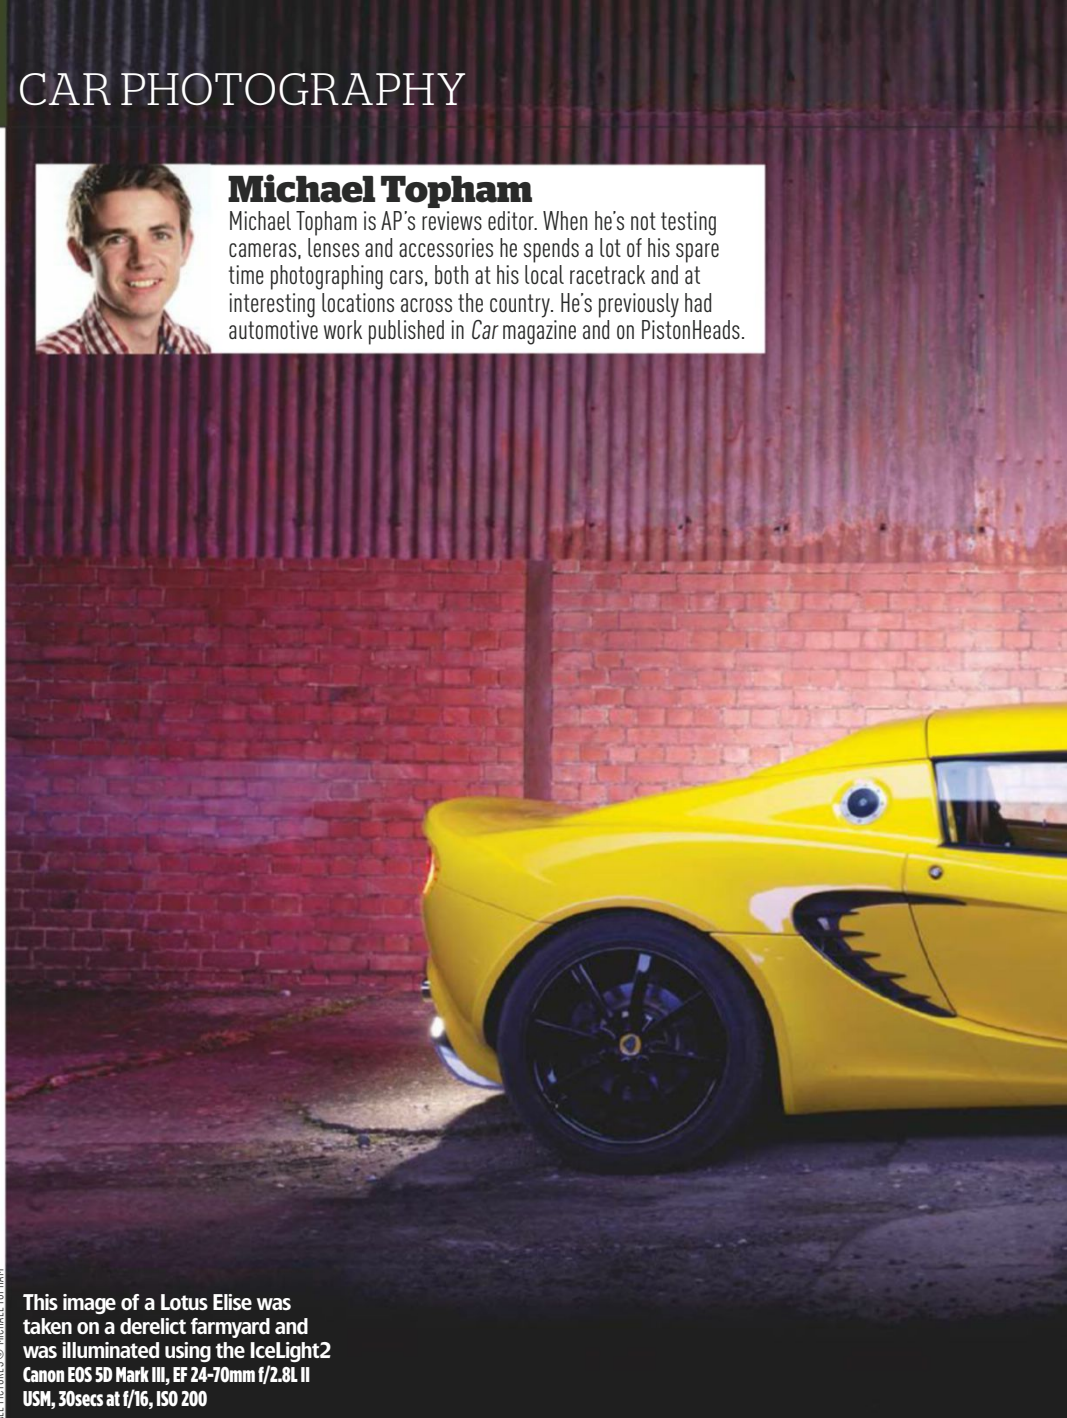 CAR PHOTOGRAPHY
Michael Topham
Michael Topham is AP's reviews editor. When he's not testing
cameras, lenses and accessories he spends a lot of his spare
time photographing cars, both at his local racetrack and at
interesting locations across the country. He's previously had
automotive work published in Car magazine and on PistonHeads.
This image of a Lotus Elise was
taken on a derelict farmyard and
was illuminated using the IceLight2
Canon EOS 5D Mark III, EF 24-70mm f/2.8L II
USM, 30secs at f/16, ISO 200